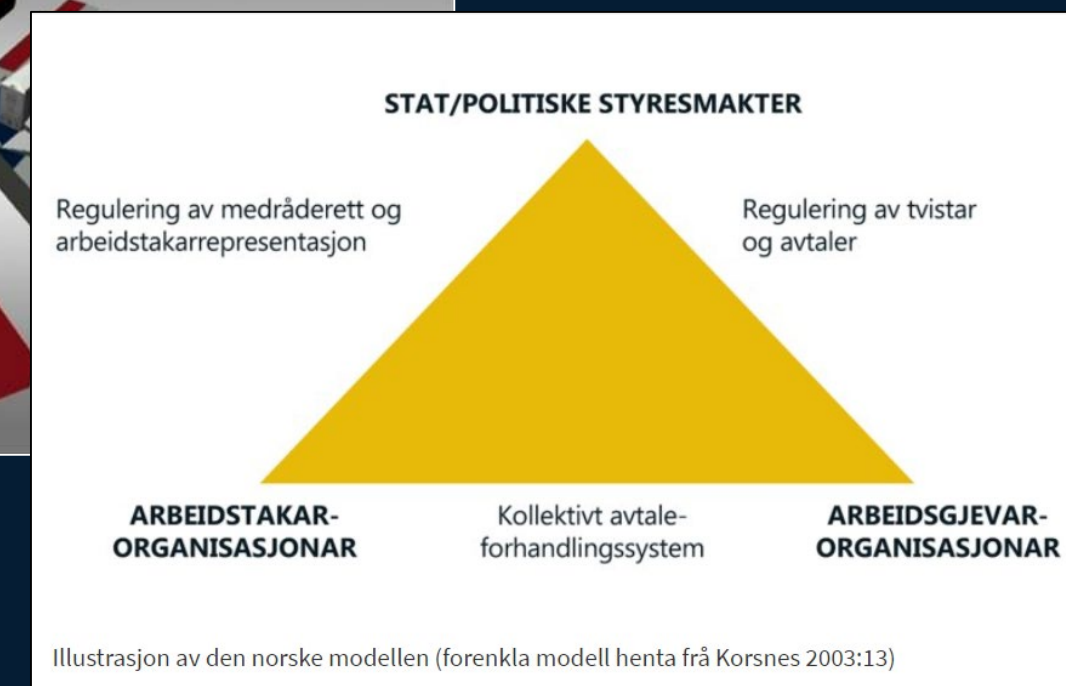 STAT/POLITISKE STYRESMAKTER
Regulering av medråderett og
arbeidstakarrepresentasjon
Regulering av tvistar
og avtaler
ARBEIDSTAKAR-
ORGANISASJONAR
Kollektivt avtale-
forhandlingssystem
ARBEIDSGJEVAR-
ORGANISASJONAR
Illustrasjon av den norske modellen (forenkla modell henta frå Korsnes 2003:13)